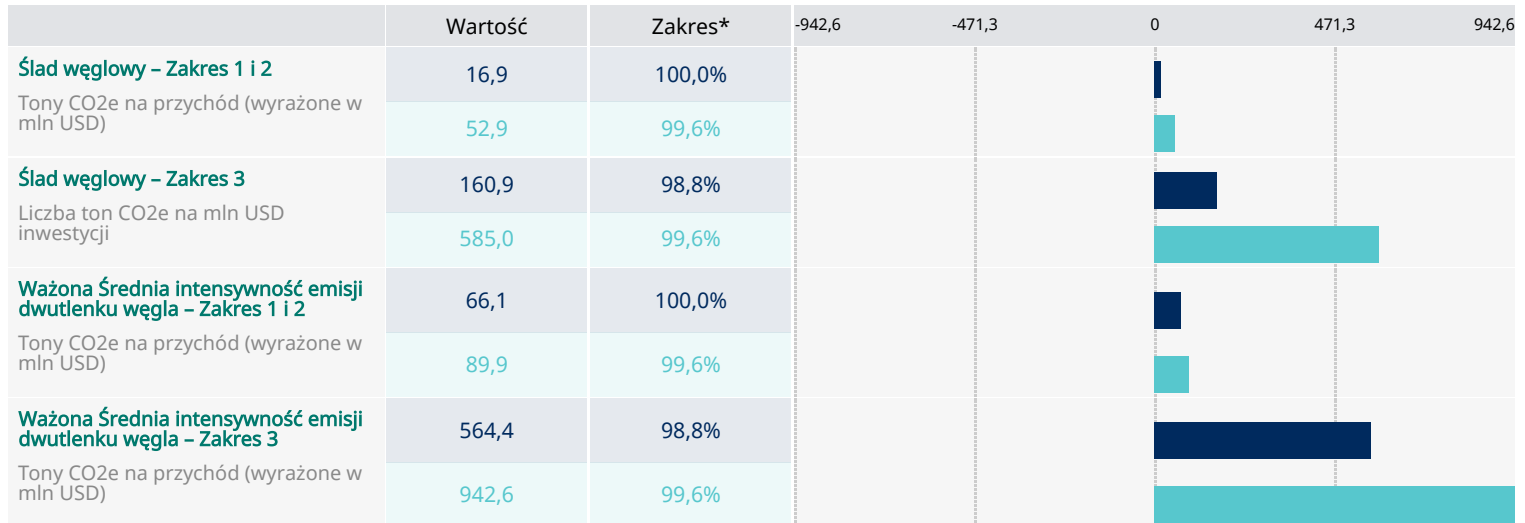 Wartość Zakres* -942,6 -471,3 0 471,3 942,6
Ślad węglowy – Zakres 1 i 2
Tony CO2e na przychód (wyrażone w
mln USD)
16,9 100,0%
52,9 99,6%
Ślad węglowy – Zakres 3
Liczba ton CO2e na mln USD
inwestycji
160,9 98,8%
585,0 99,6%
Ważona Średnia intensywność emisji
dwutlenku węgla – Zakres 1 i 2
Tony CO2e na przychód (wyrażone w
mln USD)
66,1 100,0%
89,9 99,6%
Ważona Średnia intensywność emisji
dwutlenku węgla – Zakres 3
Tony CO2e na przychód (wyrażone w
mln USD)
564,4 98,8%
942,6 99,6%